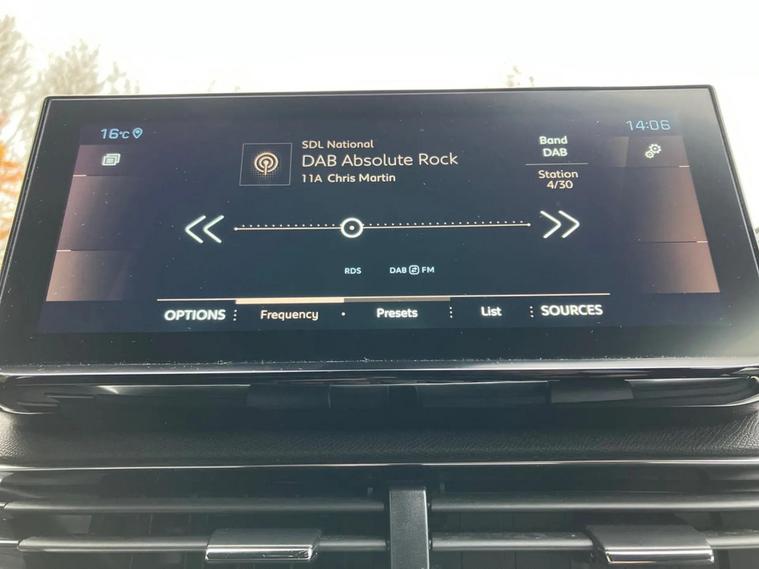 16°C
14:06
SDL National
DAB Absolute Rock
11A Chris Martin
Band
DAB
Station
4/30
RDS
DAB FM
OPTIONS
Frequency
Presets
List
SOURCES